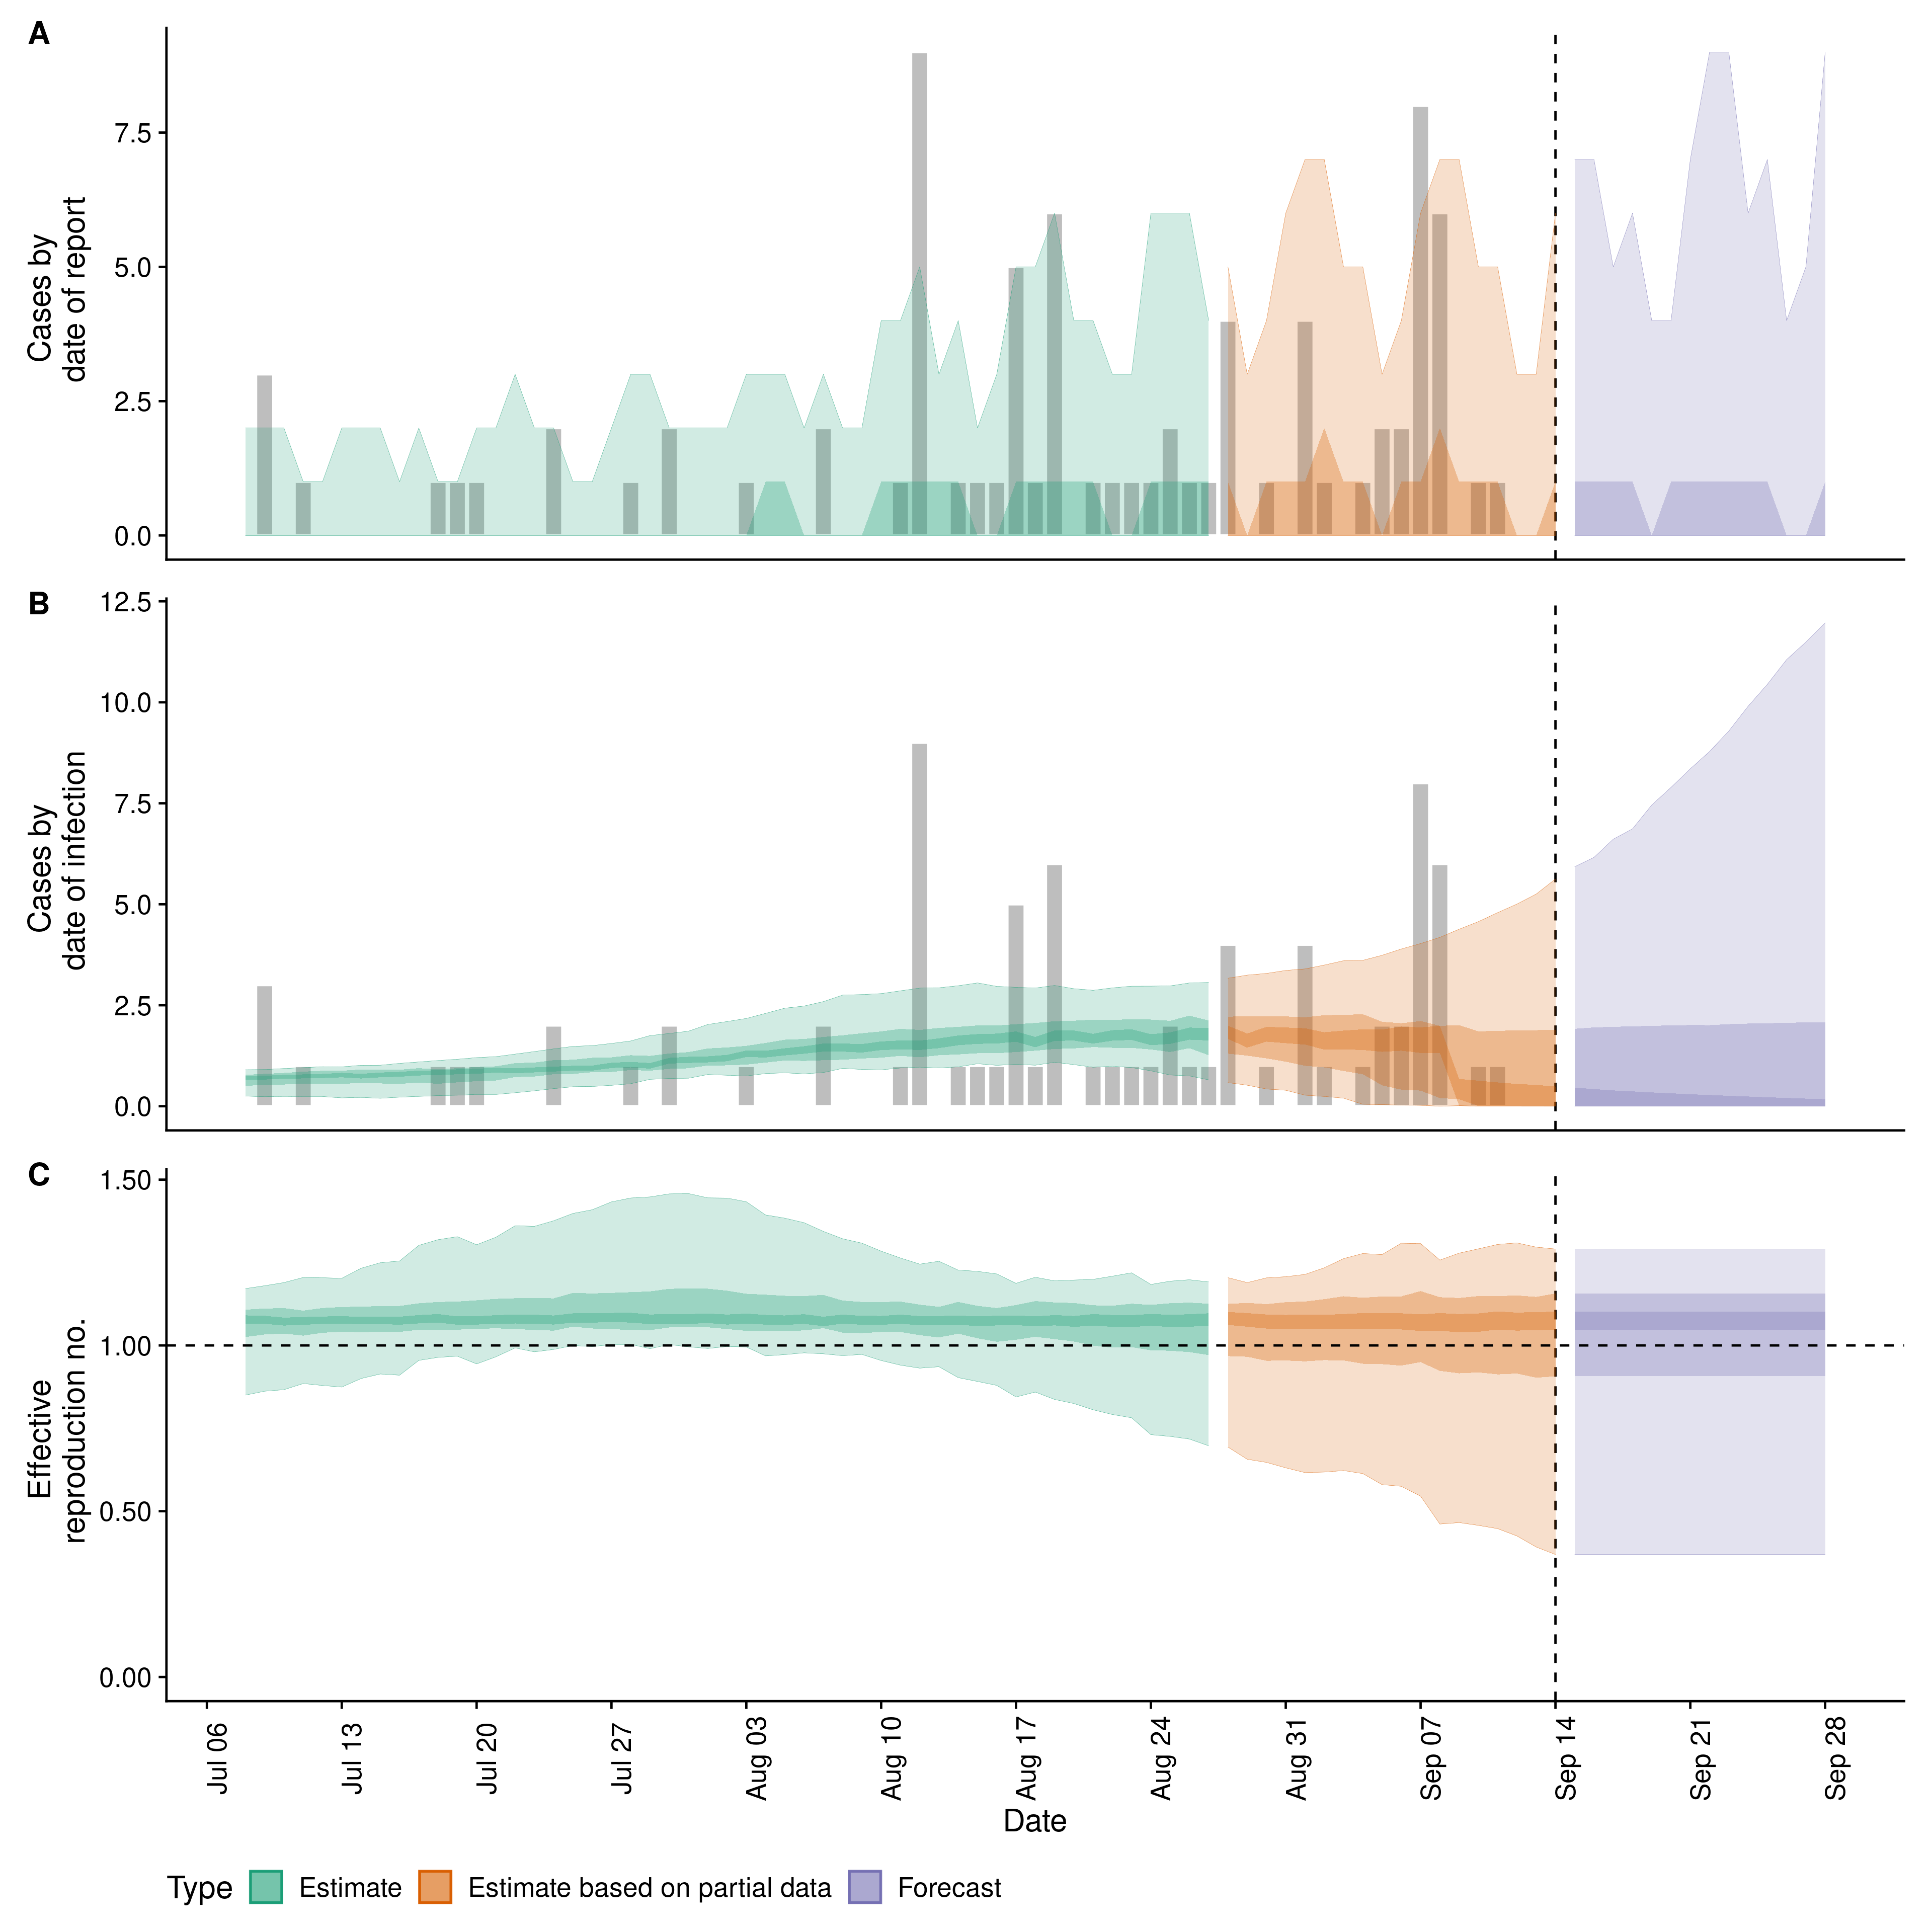 A
Cases by
date of report
7.5
5.0
2.5
0.0
B
Cases by
date of infection
12.5
10.0
7.5
5.0
2.5
0.0
C
Effective
reproduction no.
1.50
1.00
0.50
0.00
Jul 06
Jul 13
Jul 20
Jul 27
Aug 03
Aug 10
Aug 17
Aug 24
Aug 31
Sep 07
Sep 14
Sep 21
Sep 28
Date
Type Estimate Estimate based on partial data Forecast